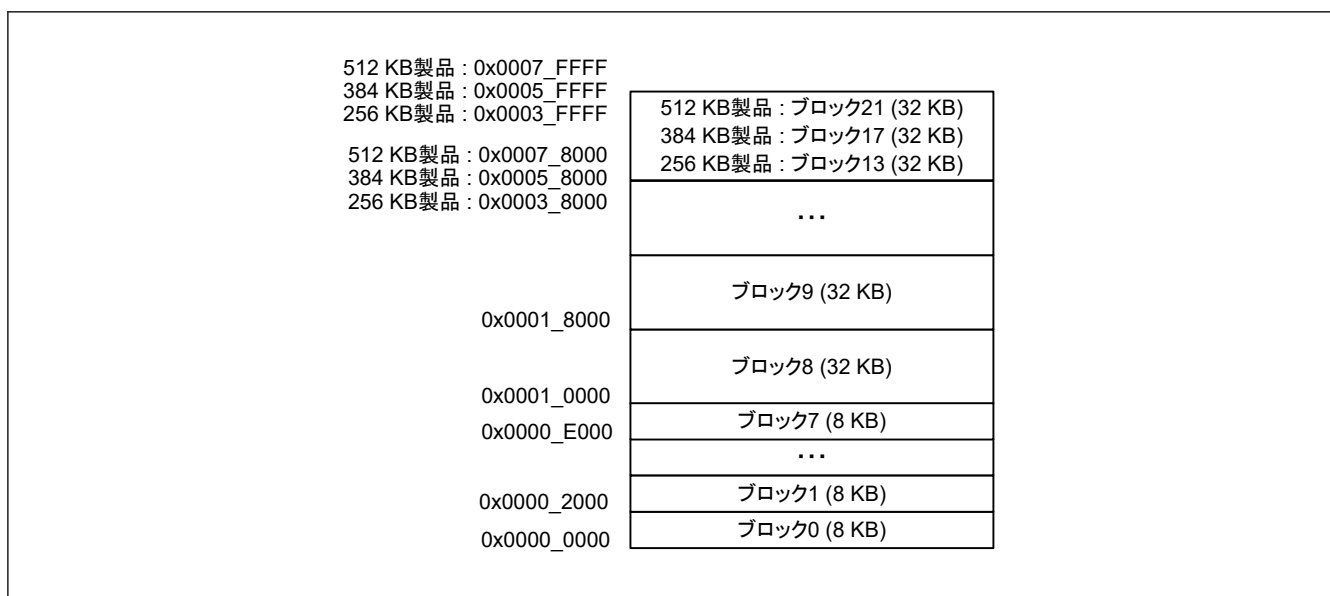 512 KB製品 : 0x0007_FFFF
384 KB製品 : 0x0005_FFFF
256 KB製品 : 0x0003_FFFF
512 KB製品 : ブロック21 (32 KB)
384 KB製品 : ブロック17 (32 KB)
256 KB製品 : ブロック13 (32 KB)
512 KB製品 : 0x0007_8000
384 KB製品 : 0x0005_8000
256 KB製品 : 0x0003_8000
...
ブロック9 (32 KB)
0x0001_8000
ブロック8 (32 KB)
0x0001_0000
ブロック7 (8 KB)
0x0000_E000
...
ブロック1 (8 KB)
0x0000_2000
ブロック0 (8 KB)
0x0000_0000